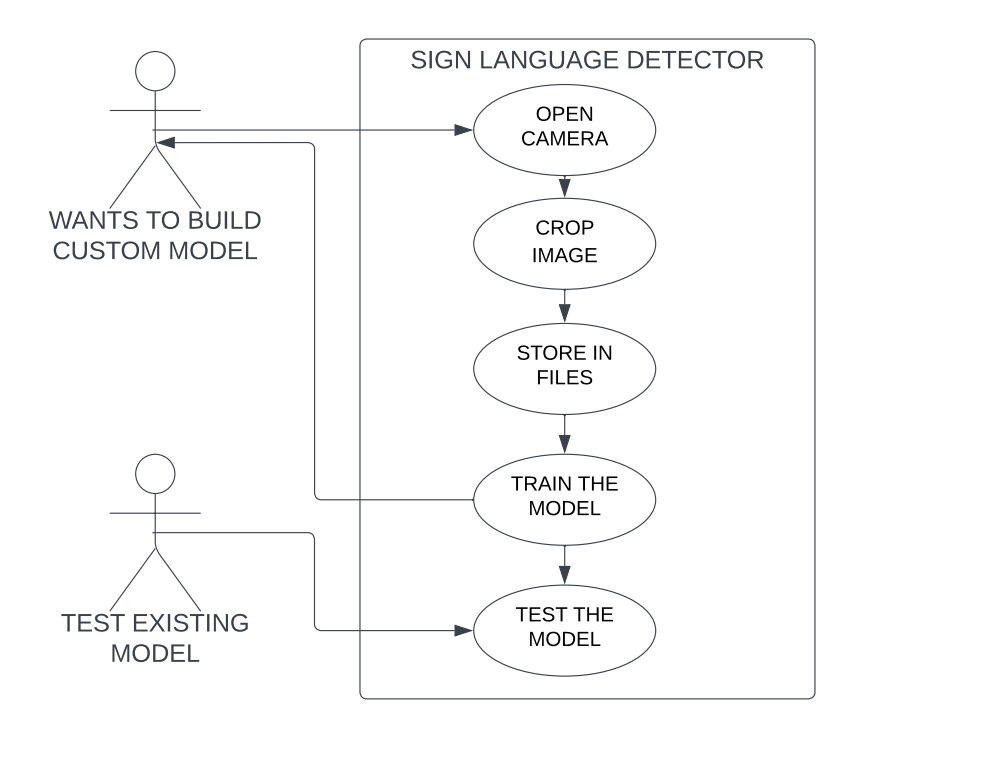 SIGN LANGUAGE DETECTOR
OPEN
CAMERA
CROP
IMAGE
STORE IN
FILES
TRAIN THE
MODEL
TEST THE
MODEL
WANTS TO BUILD
CUSTOM MODEL
TEST EXISTING
MODEL